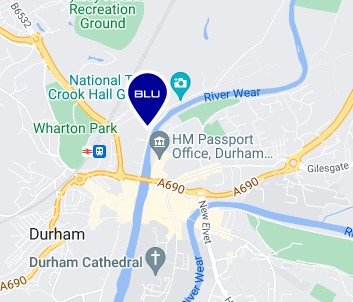 Recreation
Ground
B6532
National T
Crook Hall G
BLU
River Wear
Wharton Park
HM Passport
Office, Durham...
Gilesgate
A690
A690
New Elvet
Durham
Durham Cathedral
River Wear
A690